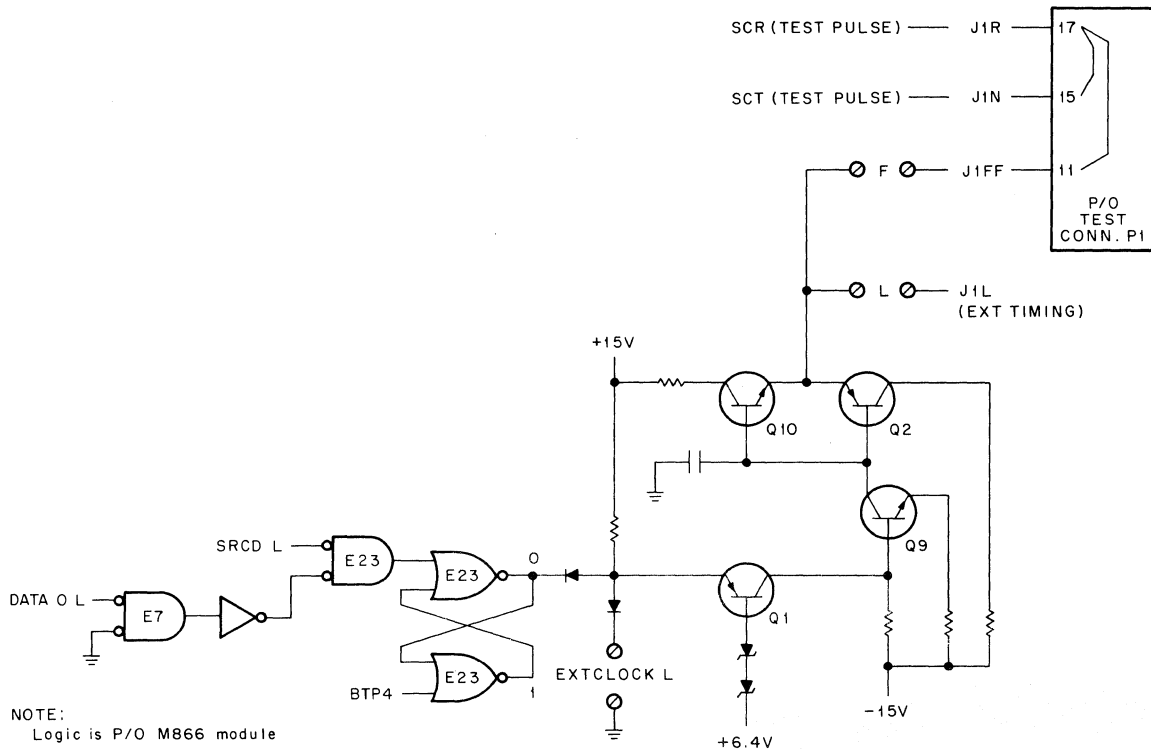 SCR (TEST PULSE) J1R 17
SCT (TEST PULSE) J1N 15
F J1FF 11
P/O
TEST
CONN. P1
L J1L
(EXT TIMING)
+15V
Q10
Q2
Q9
SRCD L
E23
E23
0
DATA 0 L
E7
Q1
E23
EXTCLOCK L
BTP4
1
-15V
NOTE:
Logic is P/O M866 module
+6.4V